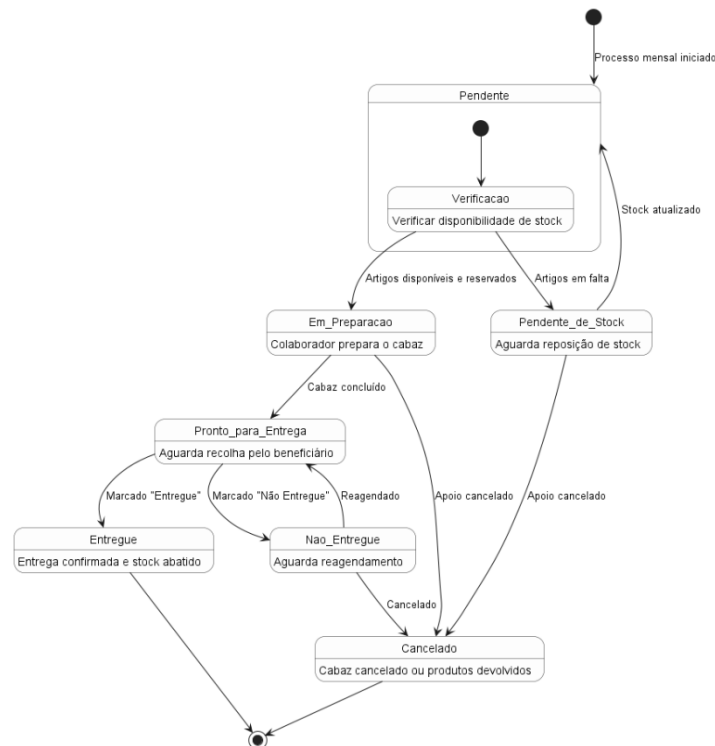 Processo mensal iniciado
Pendente
Verificacao
Verificar disponibilidade de stock
Stock atualizado
Artigos disponíveis e reservados
Artigos em falta
Em_Preparacao
Colaborador prepara o cabaz
Pendente_de_Stock
Aguarda reposição de stock
Cabaz concluído
Pronto_para_Entrega
Aguarda recolha pelo beneficiário
Marcado "Entregue"
Marcado "Não Entregue"
Reagendado
Apoio cancelado
Apoio cancelado
Entregue
Entrega confirmada e stock abatido
Nao_Entregue
Aguarda reagendamento
Cancelado
Cancelado
Cabaz cancelado ou produtos devolvidos